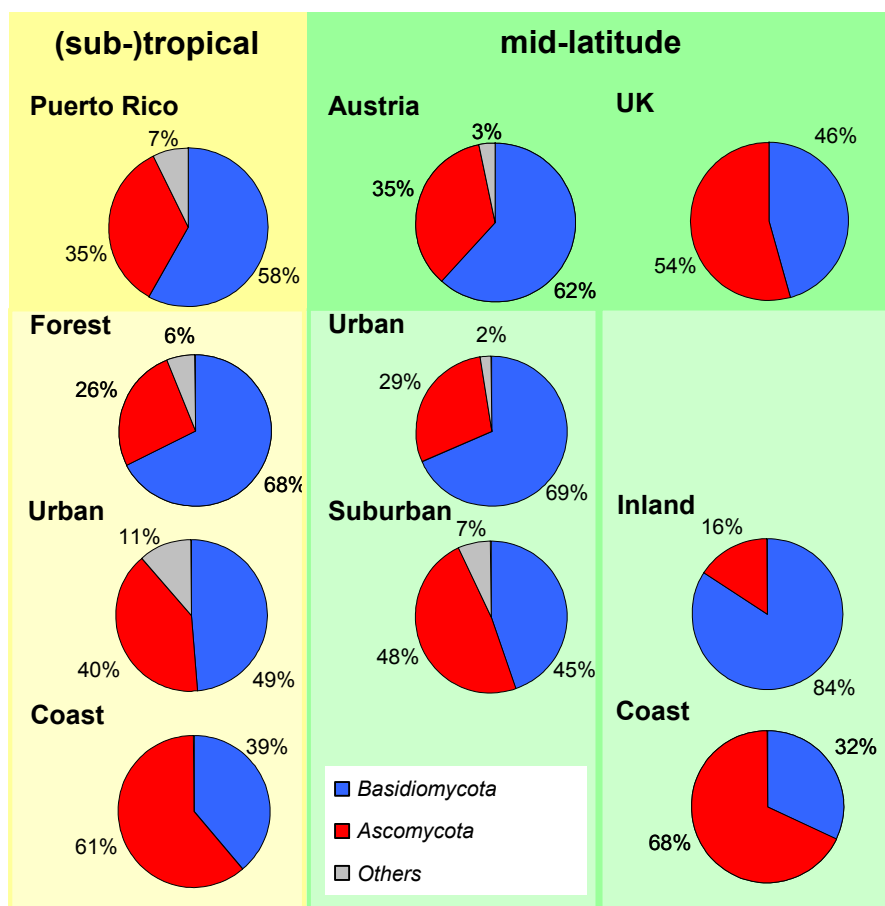 (sub-)tropical
mid-latitude
Puerto Rico
7%
35%
58%
Austria
3%
35%
62%
UK
46%
54%
Forest
6%
26%
68%
Urban
2%
29%
69%
Urban
11%
40%
49%
Suburban
7%
48%
45%
Inland
16%
84%
Coast
39%
61%
Basidiomycota
Ascomycota
Others
Coast
32%
68%